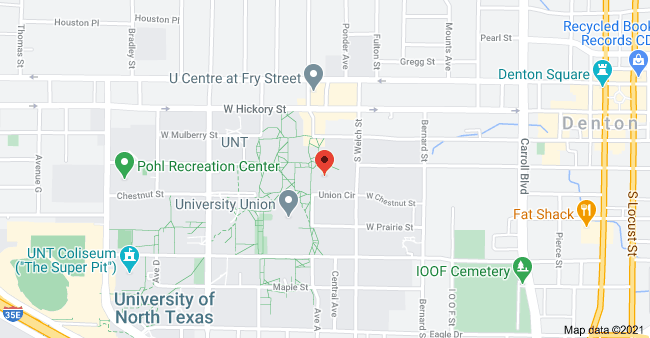 Houston Pl
Houston Pl
Thomas St
Bradley St
Ponder Ave
Fulton St
Mounts Ave
Pearl St
Gregg St
Recycled Book
Records CD
U Centre at Fry Street
Denton Square
W Hickory St
W Mulberry St
UNT
S Welch St
Bernard St
Denton
Carroll Blvd
Avenue G
Pohl Recreation Center
Chestnut St
Union Cir
W Chestnut St
University Union
S Locust St
Fat Shack
W Prairie St
Pierce St
UNT Coliseum
("The Super Pit")
Ave D
IOOF Cemetery
Maple St
Central Ave
University of
North Texas
Ave A
Bernard St
I O O F St
35E
Eagle Dr
Map data ©2021